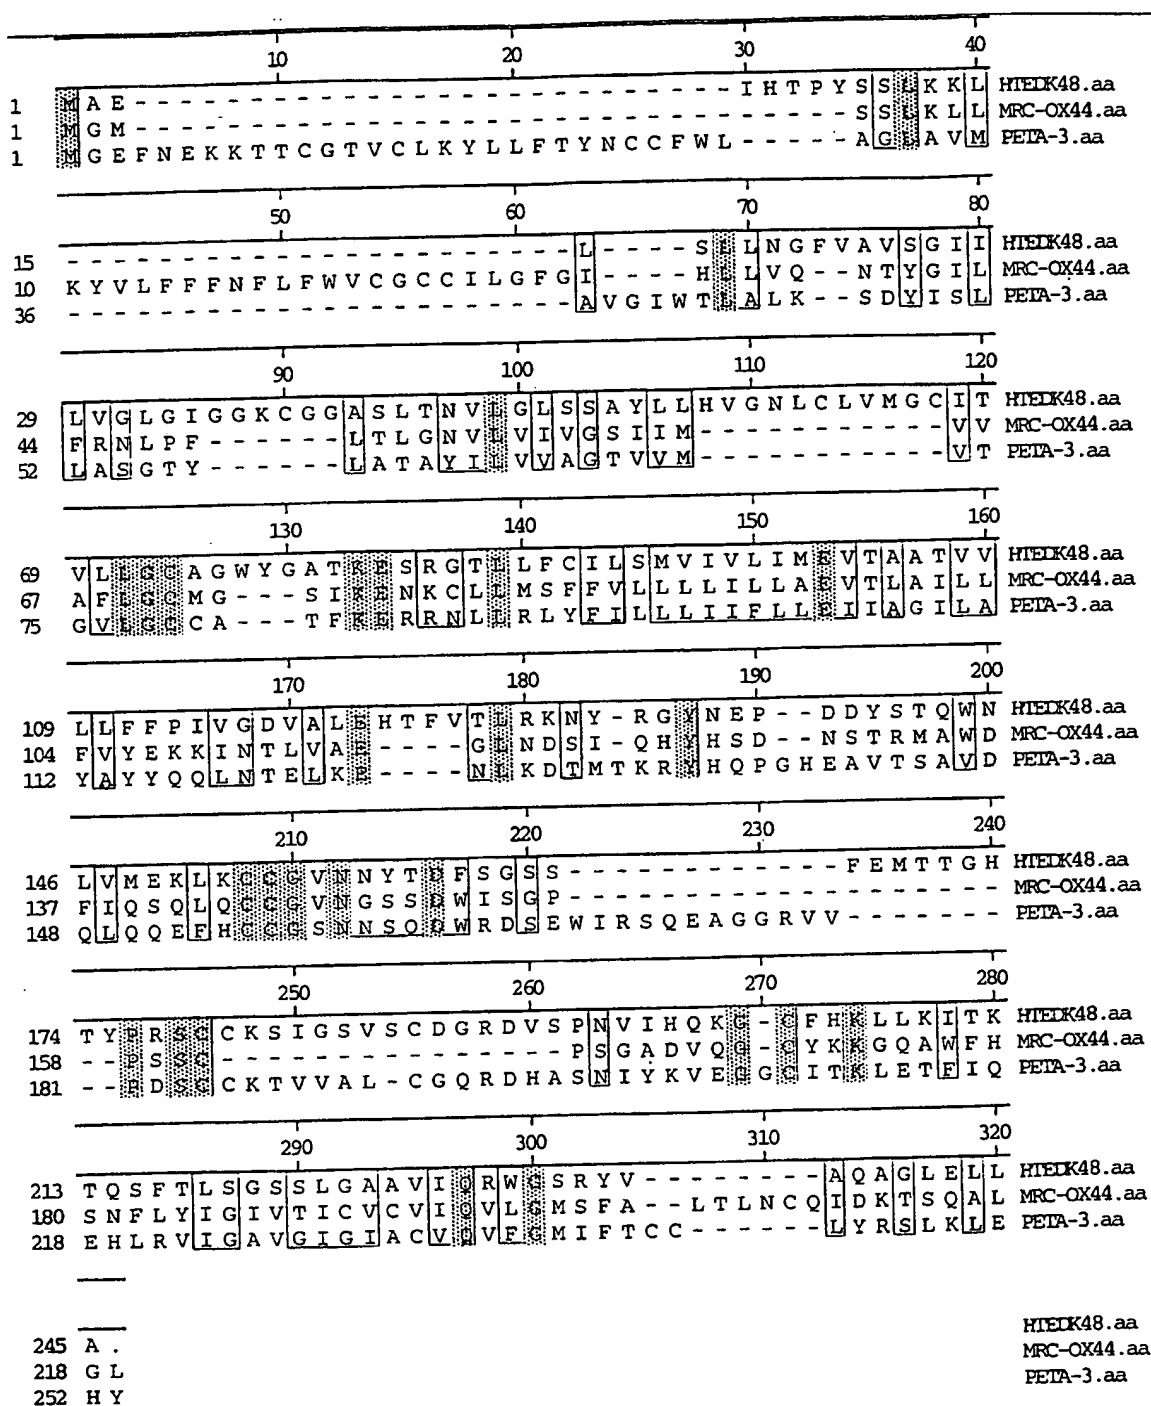 10 20 30 40
1 M A E - - - - - - - - - - - - - - - - - - - - - - - - - - I H T P Y S S L K K L HTEDK48.aa
1 M G M - - - - - - - - - - - - - - - - - - - - - - - - - - - - - - - S S L K L L MRC-OX44.aa
1 M G E F N E K K T T C G T V C L K Y L L F T Y N C C F W L - - - - - A G L A V M PETA-3.aa
50 60 70 80
15 - - - - - - - - - - - - - - - - - - - - - - L - - - - S L L N G F V A V S G I I HTEDK48.aa
10 K Y V L F F F N F L F W V C G C C I L G F G I - - - - H L L V Q - - N T Y G I L MRC-OX44.aa
36 - - - - - - - - - - - - - - - - - - - - - - A V G I W T L A L K - - S D Y I S L PETA-3.aa
90 100 110 120
29 L V G L G I G G K C G G A S L T N V L G L S S A Y L L H V G N L C L V M G C I T HTEDK48.aa
44 F R N L P F - - - - - - L T L G N V L V I V G S I I M - - - - - - - - - - - V V MRC-OX44.aa
52 L A S G T Y - - - - - - L A T A Y I L V V A G T V V M - - - - - - - - - - - V T PETA-3.aa
130 140 150 160
69 V L L G C A G W Y G A T K E S R G T L L F C I L S M V I V L I M E V T A A T V V HTEDK48.aa
67 A F L G C M G - - - S I K E N K C L L M S F F V L L L L I L L A E V T L A I L L MRC-OX44.aa
75 G V L G C C A - - - T F K E R R N L L R L Y F I L L L I I F L L E I I A G I L A PETA-3.aa
170 180 190 200
109 L L F F P I V G D V A L E H T F V T L R K N Y - R G Y N E P - - D D Y S T Q W N HTEDK48.aa
104 F V Y E K K I N T L V A E - - - - G L N D S I - Q H Y H S D - - N S T R M A W D MRC-OX44.aa
112 Y A Y Y Q Q L N T E L K E - - - - N L K D T M T K R Y H Q P G H E A V T S A V D PETA-3.aa
210 220 230 240
146 L V M E K L K C C G V N N Y T D F S G S S - - - - - - - - - - - - F E M T T G H HTEDK48.aa
137 F I Q S Q L Q C C G V N G S S D W I S G P - - - - - - - - - - - - - - - - - - - MRC-OX44.aa
148 Q L Q Q E F H C C G S N N S Q D W R D S E W I R S Q E A G G R V V - - - - - - - PETA-3.aa
250 260 270 280
174 T Y P R S C C K S I G S V S C D G R D V S P N V I H Q K G - C F H K L L K I T K HTEDK48.aa
158 - - P S S C - - - - - - - - - - - - - - - P S G A D V Q G - C Y K K G Q A W F H MRC-OX44.aa
181 - - P D S C C K T V V A L - C G Q R D H A S N I Y K V E G G C I T K L E T F I Q PETA-3.aa
290 300 310 320
213 T Q S F T L S G S S L G A A V I Q R W G S R Y V - - - - - - - - A Q A G L E L L HTEDK48.aa
180 S N F L Y I G I V T I C V C V I Q V L G M S F A - - L T L N C Q I D K T S Q A L MRC-OX44.aa
218 E H L R V I G A V G I G I A C V Q V F G M I F T C C - - - - - - L Y R S L K L E PETA-3.aa
245 A . HTEDK48.aa
218 G L MRC-OX44.aa
252 H Y PETA-3.aa